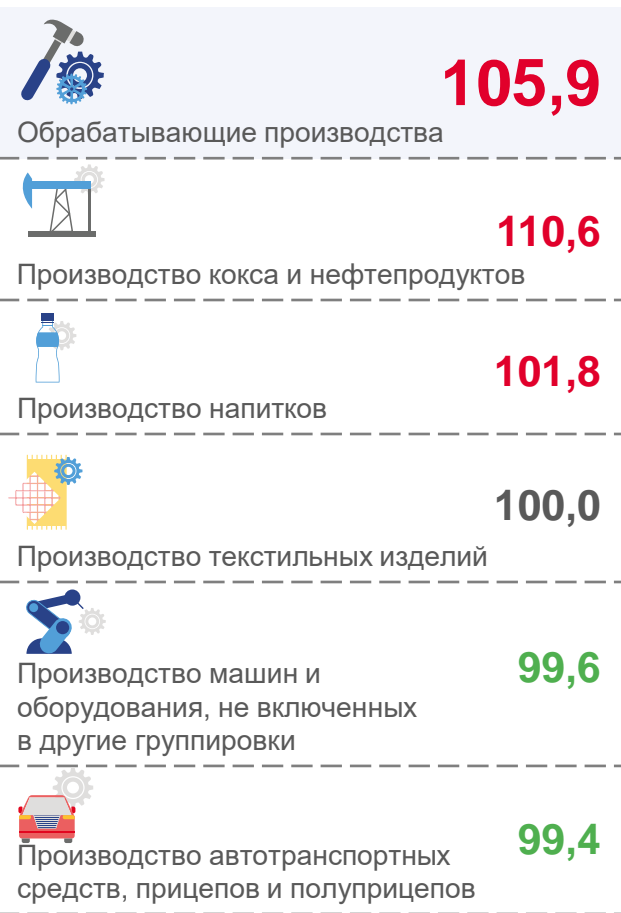 105,9
Обрабатывающие производства
110,6
Производство кокса и нефтепродуктов
101,8
Производство напитков
100,0
Производство текстильных изделий
99,6
Производство машин и
оборудования, не включенных
в другие группировки
99,4
Производство автотранспортных
средств, прицепов и полуприцепов